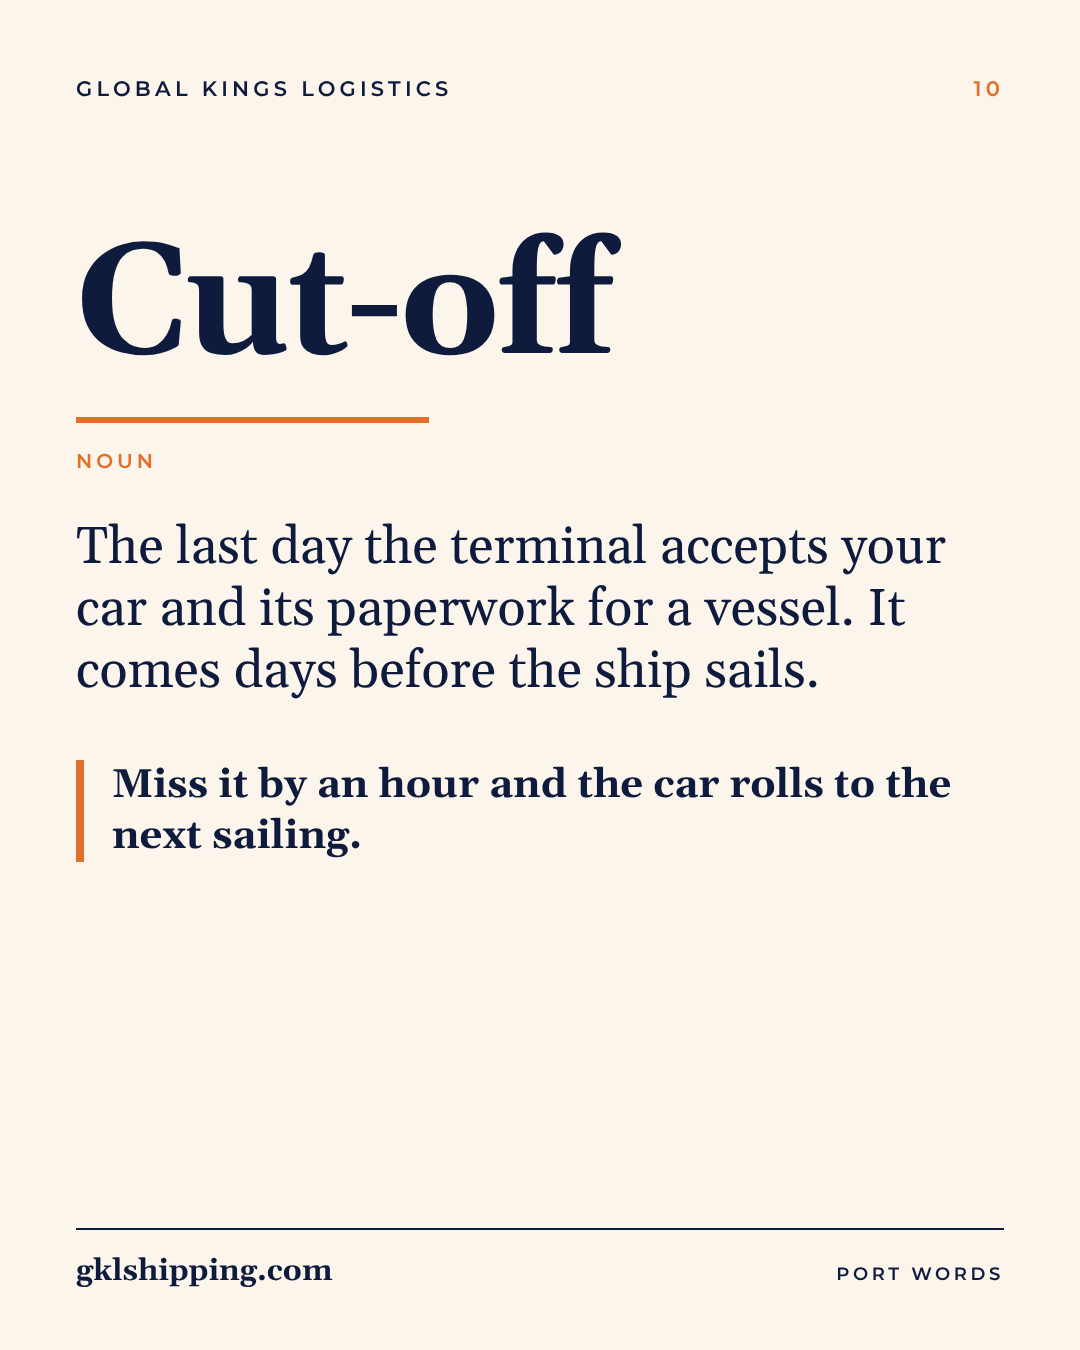 GLOBAL KINGS LOGISTICS
10
Cut-off
NOUN
The last day the terminal accepts your
car and its paperwork for a vessel. It
comes days before the ship sails.
Miss it by an hour and the car rolls to the
next sailing.
gklshipping.com
PORT WORDS